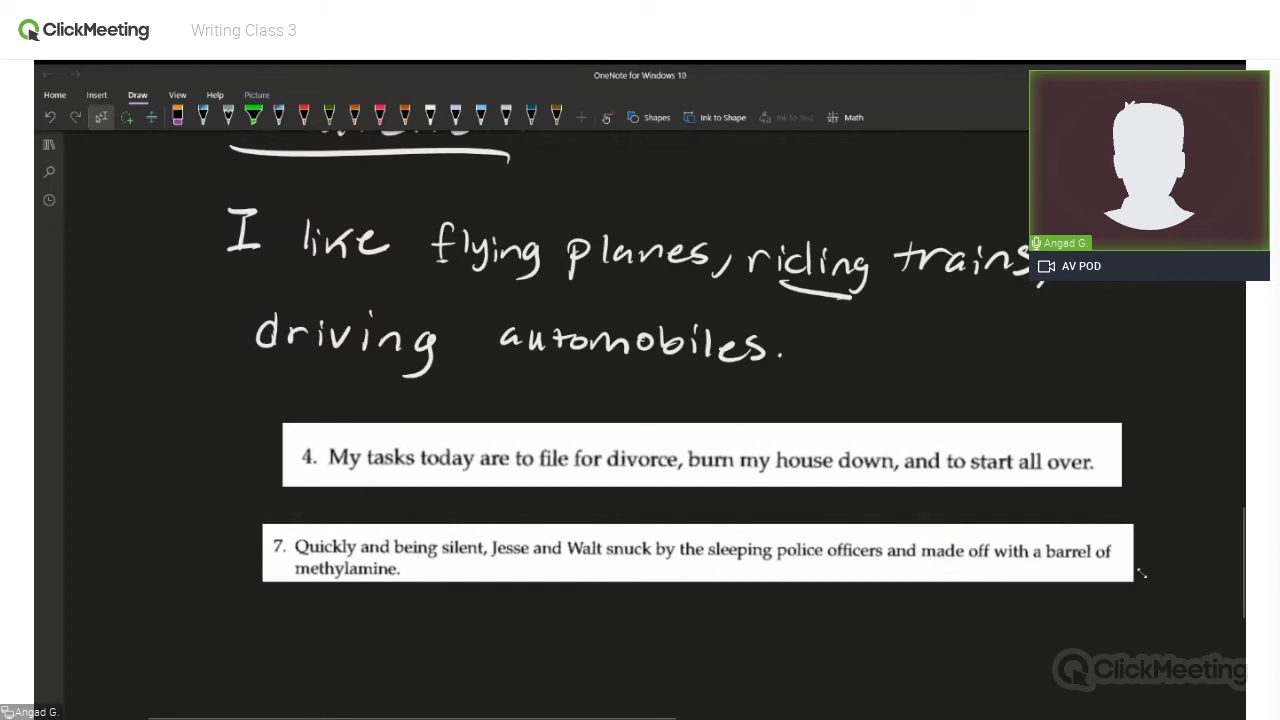 ClickMeeting Writing Class 3
OneNote for Windows 10
Home Insert Draw View Help Picture
Shapes Ink to Shape Ink to Text Math
I like flying planes, riding trains,
driving automobiles.
Angad G.
AV POD
4. My tasks today are to file for divorce, burn my house down, and to start all over.
7. Quickly and being silent, Jesse and Walt snuck by the sleeping police officers and made off with a barrel of
methylamine.
ClickMeeting
Angad G.